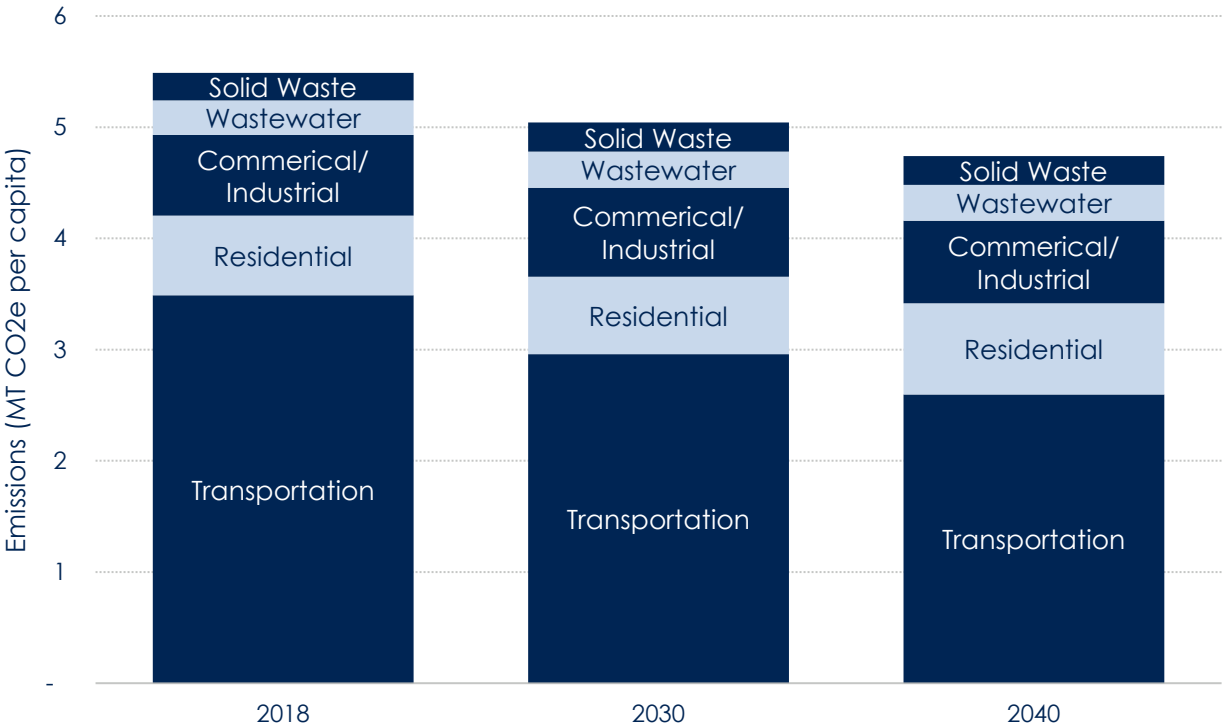 Emissions (MT CO2e per capita)
6
5
4
3
2
1
-
Solid Waste
Wastewater
Commerical/
Industrial
Residential
Transportation
Solid Waste
Wastewater
Commerical/
Industrial
Residential
Transportation
Solid Waste
Wastewater
Commerical/
Industrial
Residential
Transportation
2018
2030
2040